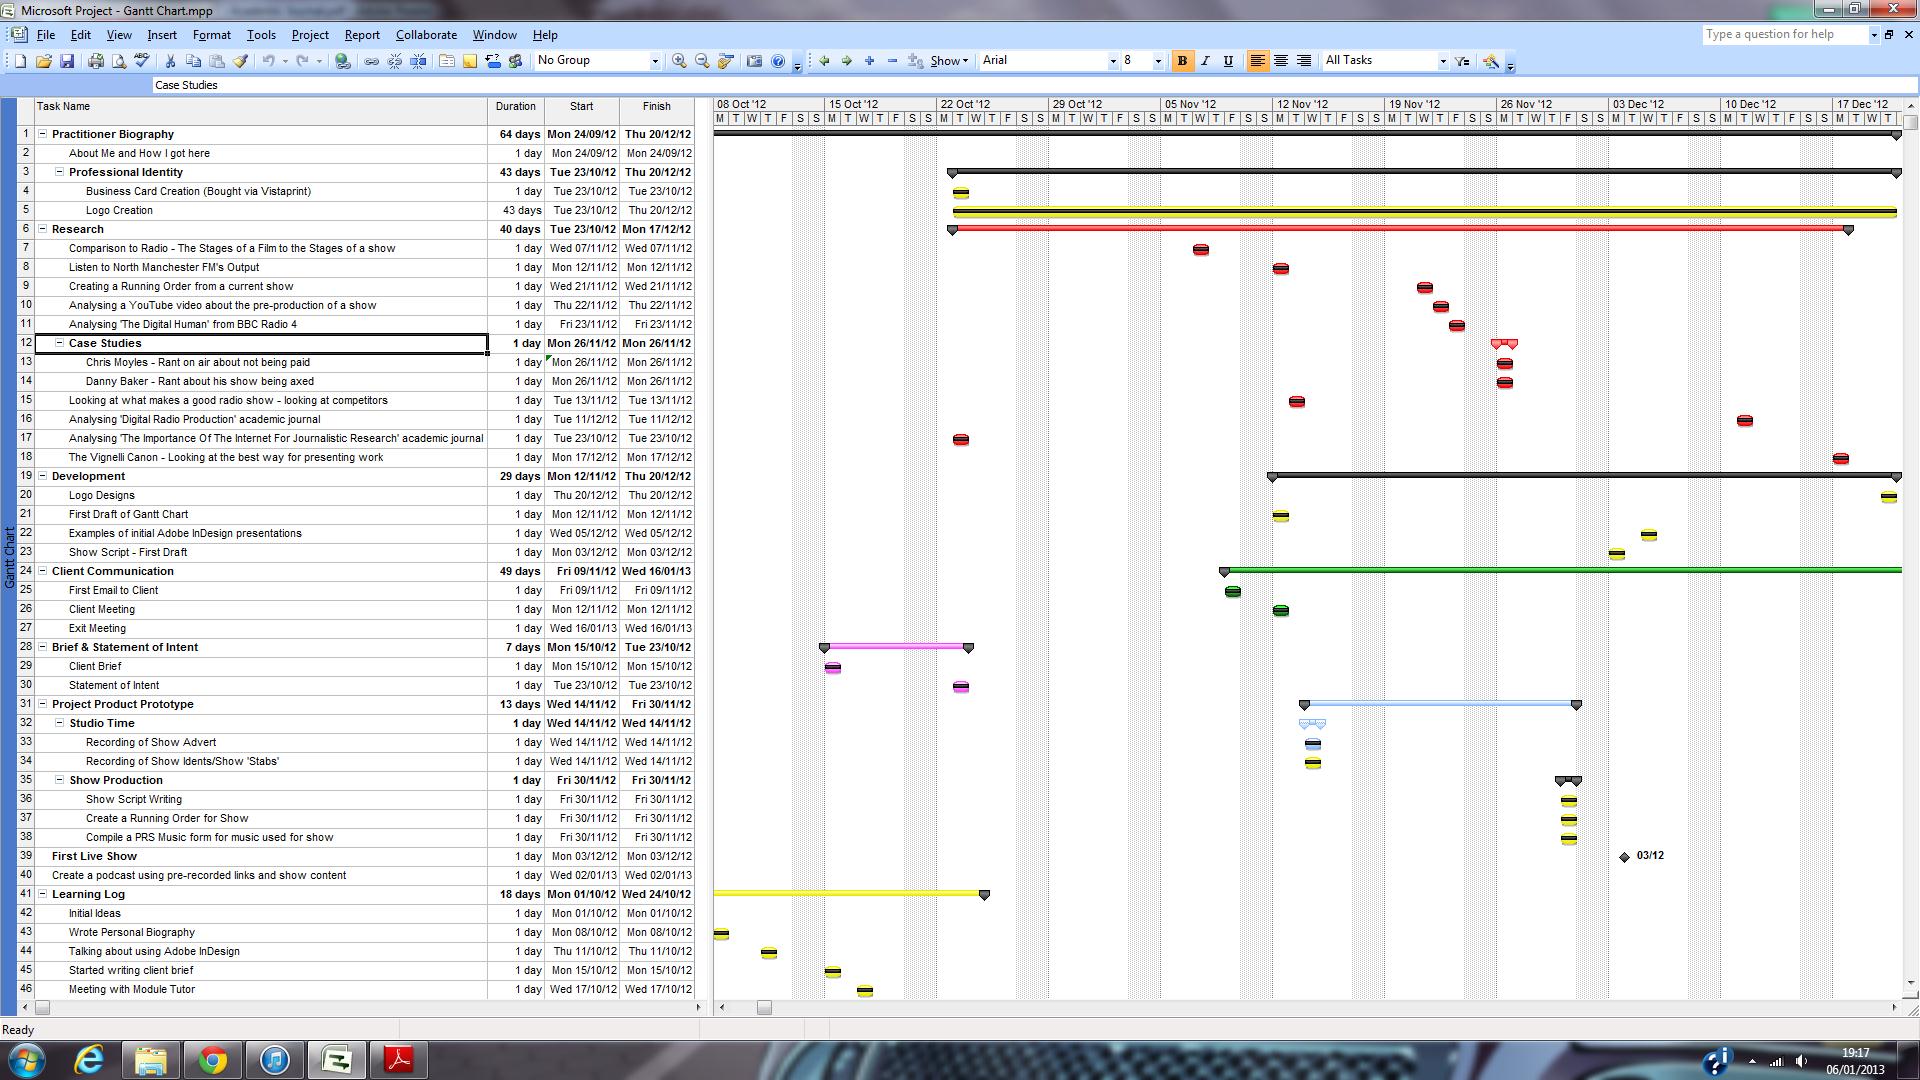 Microsoft Project - Gantt Chart.mpp
File Edit View Insert Format Tools Project Report Collaborate Window Help
Type a question for help
No Group Show Arial 8 B I U All Tasks
Case Studies
Task Name Duration Start Finish
08 Oct '12 15 Oct '12 22 Oct '12 29 Oct '12 05 Nov '12 12 Nov '12 19 Nov '12 26 Nov '12 03 Dec '12 10 Dec '12 17 Dec '12
M T W T F S S M T W T F S S M T W T F S S M T W T F S S M T W T F S S M T W T F S S M T W T F S S M T W T F S S M T W T F S S M T W T F S S M T W T
1 Practitioner Biography 64 days Mon 24/09/12 Thu 20/12/12
2 About Me and How I got here 1 day Mon 24/09/12 Mon 24/09/12
3 Professional Identity 43 days Tue 23/10/12 Thu 20/12/12
4 Business Card Creation (Bought via Vistaprint) 1 day Tue 23/10/12 Tue 23/10/12
5 Logo Creation 43 days Tue 23/10/12 Thu 20/12/12
6 Research 40 days Tue 23/10/12 Mon 17/12/12
7 Comparison to Radio - The Stages of a Film to the Stages of a show 1 day Wed 07/11/12 Wed 07/11/12
8 Listen to North Manchester FM's Output 1 day Mon 12/11/12 Mon 12/11/12
9 Creating a Running Order from a current show 1 day Wed 21/11/12 Wed 21/11/12
10 Analysing a YouTube video about the pre-production of a show 1 day Thu 22/11/12 Thu 22/11/12
11 Analysing 'The Digital Human' from BBC Radio 4 1 day Fri 23/11/12 Fri 23/11/12
12 Case Studies 1 day Mon 26/11/12 Mon 26/11/12
13 Chris Moyles - Rant on air about not being paid 1 day Mon 26/11/12 Mon 26/11/12
14 Danny Baker - Rant about his show being axed 1 day Mon 26/11/12 Mon 26/11/12
15 Looking at what makes a good radio show - looking at competitors 1 day Tue 13/11/12 Tue 13/11/12
16 Analysing 'Digital Radio Production' academic journal 1 day Tue 11/12/12 Tue 11/12/12
17 Analysing 'The Importance Of The Internet For Journalistic Research' academic journal 1 day Tue 23/10/12 Tue 23/10/12
18 The Vignelli Canon - Looking at the best way for presenting work 1 day Mon 17/12/12 Mon 17/12/12
19 Development 29 days Mon 12/11/12 Thu 20/12/12
20 Logo Designs 1 day Thu 20/12/12 Thu 20/12/12
21 First Draft of Gantt Chart 1 day Mon 12/11/12 Mon 12/11/12
22 Examples of initial Adobe InDesign presentations 1 day Wed 05/12/12 Wed 05/12/12
23 Show Script - First Draft 1 day Mon 03/12/12 Mon 03/12/12
24 Client Communication 49 days Fri 09/11/12 Wed 16/01/13
25 First Email to Client 1 day Fri 09/11/12 Fri 09/11/12
26 Client Meeting 1 day Mon 12/11/12 Mon 12/11/12
27 Exit Meeting 1 day Wed 16/01/13 Wed 16/01/13
28 Brief & Statement of Intent 7 days Mon 15/10/12 Tue 23/10/12
29 Client Brief 1 day Mon 15/10/12 Mon 15/10/12
30 Statement of Intent 1 day Tue 23/10/12 Tue 23/10/12
31 Project Product Prototype 13 days Wed 14/11/12 Fri 30/11/12
32 Studio Time 1 day Wed 14/11/12 Wed 14/11/12
33 Recording of Show Advert 1 day Wed 14/11/12 Wed 14/11/12
34 Recording of Show Idents/Show 'Stabs' 1 day Wed 14/11/12 Wed 14/11/12
35 Show Production 1 day Fri 30/11/12 Fri 30/11/12
36 Show Script Writing 1 day Fri 30/11/12 Fri 30/11/12
37 Create a Running Order for Show 1 day Fri 30/11/12 Fri 30/11/12
38 Compile a PRS Music form for music used for show 1 day Fri 30/11/12 Fri 30/11/12
39 First Live Show 1 day Mon 03/12/12 Mon 03/12/12 03/12
40 Create a podcast using pre-recorded links and show content 1 day Wed 02/01/13 Wed 02/01/13
41 Learning Log 18 days Mon 01/10/12 Wed 24/10/12
42 Initial Ideas 1 day Mon 01/10/12 Mon 01/10/12
43 Wrote Personal Biography 1 day Mon 08/10/12 Mon 08/10/12
44 Talking about using Adobe InDesign 1 day Thu 11/10/12 Thu 11/10/12
45 Started writing client brief 1 day Mon 15/10/12 Mon 15/10/12
46 Meeting with Module Tutor 1 day Wed 17/10/12 Wed 17/10/12
Gantt Chart
Ready
19:17
06/01/2013